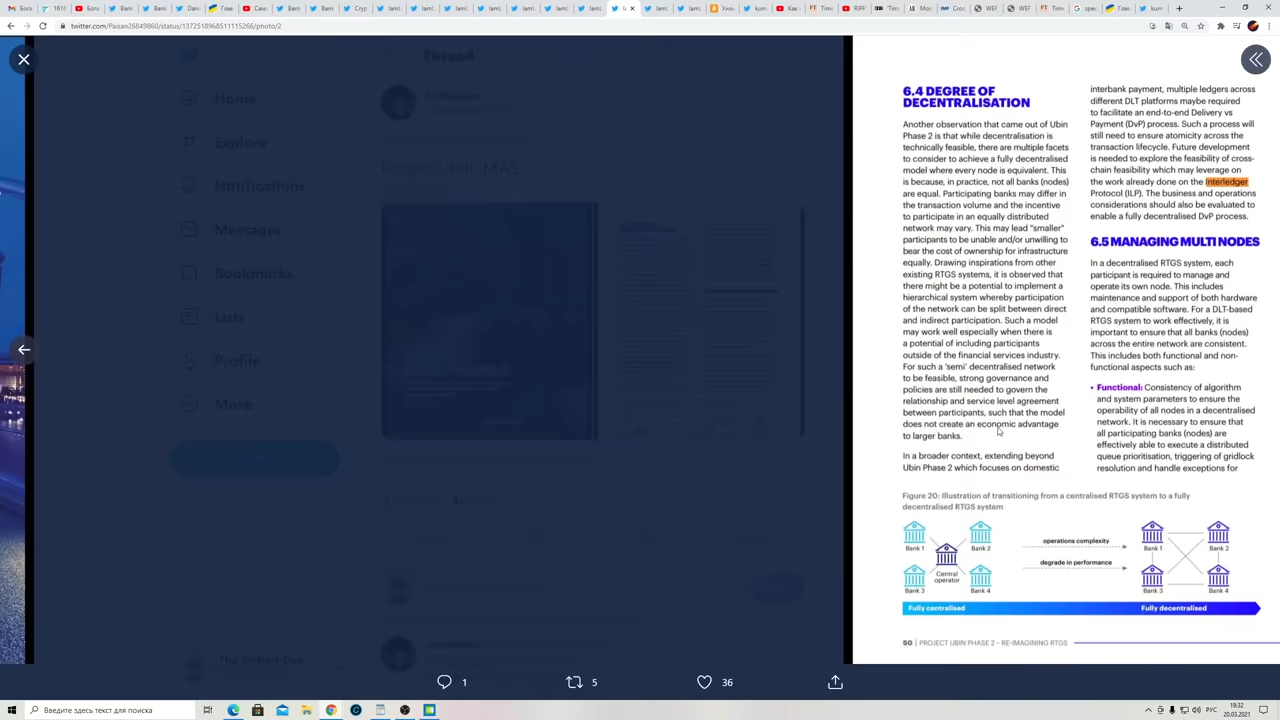 twitter.com/Paisan26849860/status/1372518968511115266/photo/2
Thread
Home
Explore
Notifications
Messages
Bookmarks
Lists
Profile
More
6.4 DEGREE OF
DECENTRALISATION
Another observation that came out of Ubin
Phase 2 is that while decentralisation is
technically feasible, there are multiple facets
to consider to achieve a fully decentralised
model where every node is equivalent. This
is because, in practice, not all banks (nodes)
are equal. Participating banks may differ in
the transaction volume and the incentive
to participate in an equally distributed
network may vary. This may lead "smaller"
participants to be unable and/or unwilling to
bear the cost of ownership for infrastructure
equally. Drawing inspirations from other
existing RTGS systems, it is observed that
there might be a potential to implement a
hierarchical system whereby participation
of the network can be split between direct
and indirect participation. Such a model
may work well especially when there is
a potential of including participants
outside of the financial services industry.
For such a 'semi' decentralised network
to be feasible, strong governance and
policies are still needed to govern the
relationship and service level agreement
between participants, such that the model
does not create an economic advantage
to larger banks.
In a broader context, extending beyond
Ubin Phase 2 which focuses on domestic
interbank payment, multiple ledgers across
different DLT platforms maybe required
to facilitate an end-to-end Delivery vs
Payment (DvP) process. Such a process will
still need to ensure atomicity across the
transaction lifecycle. Future development
is needed to explore the feasibility of cross-
chain feasibility which may leverage on
the work already done on the Interledger
Protocol (ILP). The business and operations
considerations should also be evaluated to
enable a fully decentralised DvP process.
6.5 MANAGING MULTI NODES
In a decentralised RTGS system, each
participant is required to manage and
operate its own node. This includes
maintenance and support of both hardware
and compatible software. For a DLT-based
RTGS system to work effectively, it is
important to ensure that all banks (nodes)
across the entire network are consistent.
This includes both functional and non-
functional aspects such as:
• Functional: Consistency of algorithm
and system parameters to ensure the
operability of all nodes in a decentralised
network. It is necessary to ensure that
all participating banks (nodes) are
effectively able to execute a distributed
queue prioritisation, triggering of gridlock
resolution and handle exceptions for
Figure 20: Illustration of transitioning from a centralised RTGS system to a fully
decentralised RTGS system
Bank 1
Bank 2
Central
operator
Bank 3
Bank 4
operations complexity
degrade in performance
Bank 1
Bank 2
Bank 3
Bank 4
Fully centralised
Fully decentralised
50 | PROJECT UBIN PHASE 2 – RE-IMAGINING RTGS
1
5
36
Введите здесь текст для поиска
РУС
19:32
20.03.2021